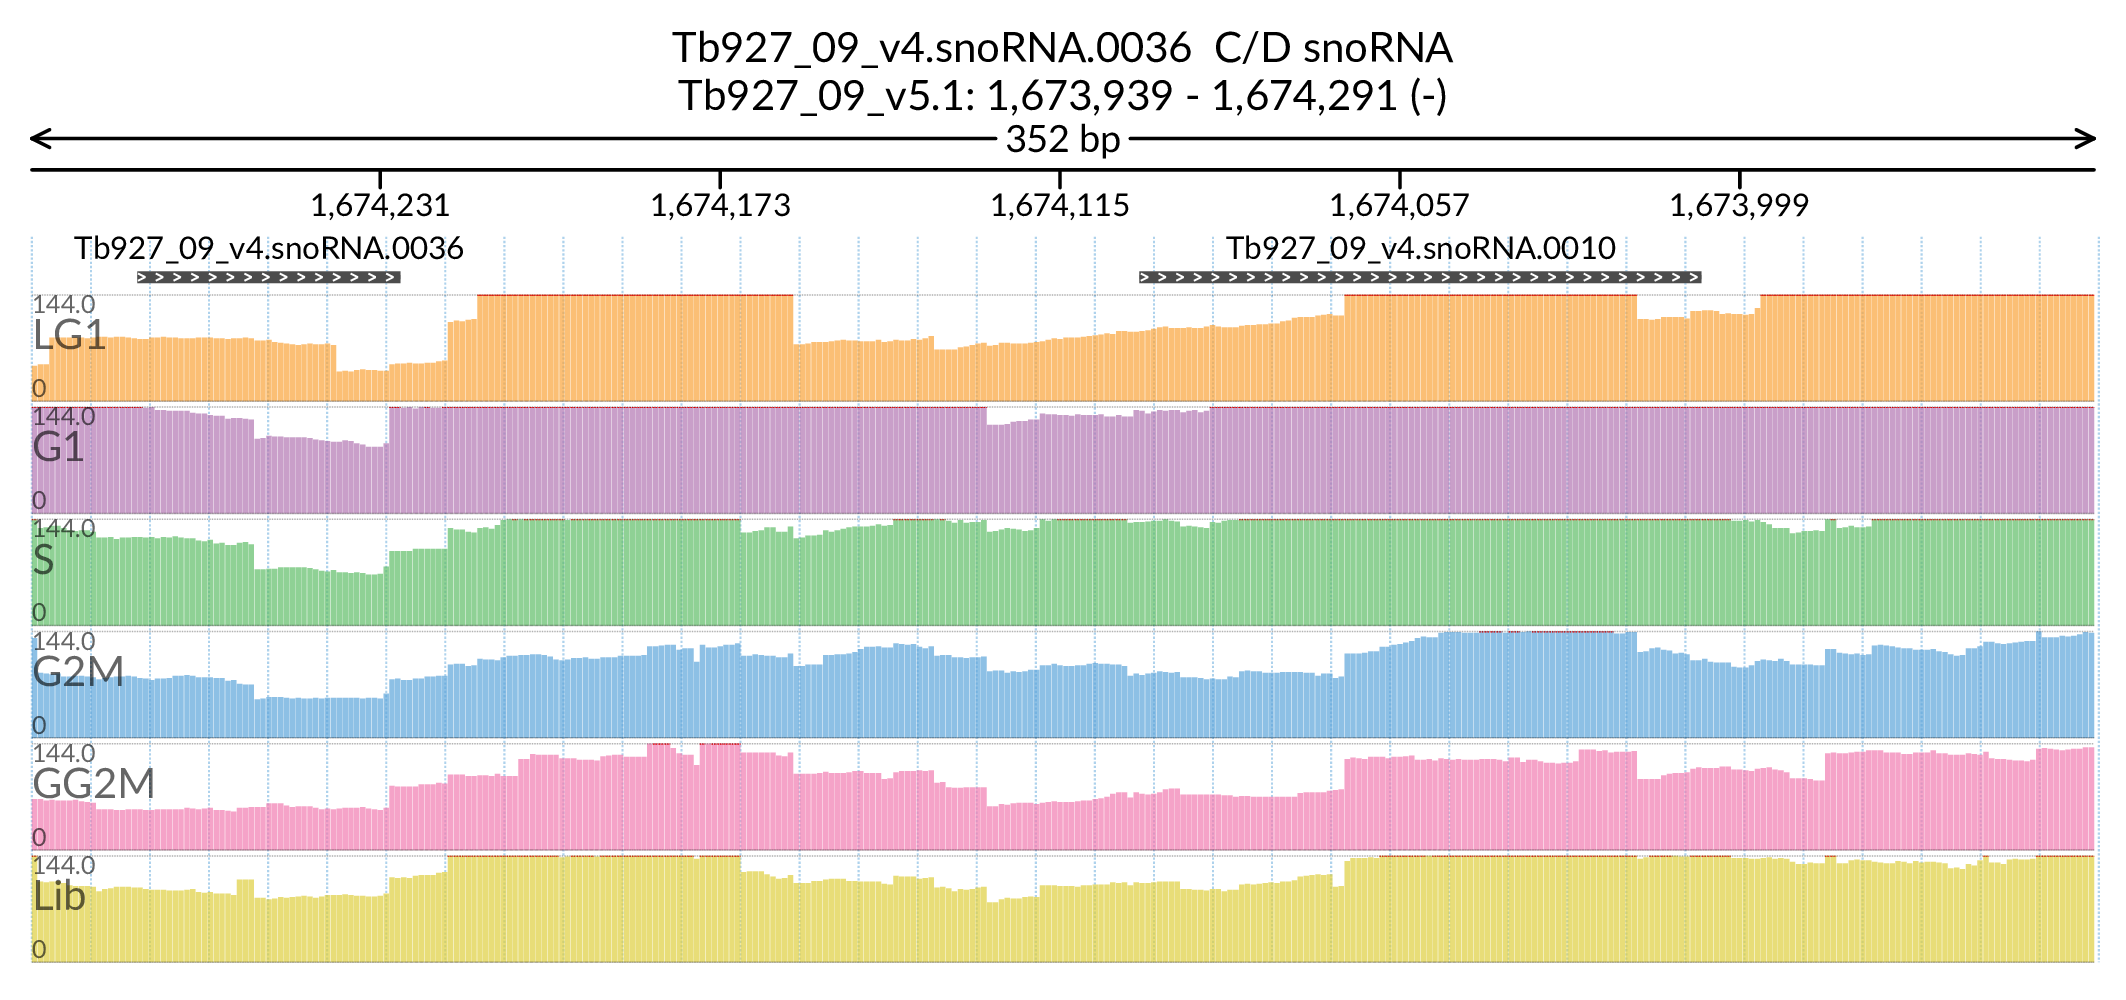 Tb927_09_v4.snoRNA.0036 C/D snoRNA
Tb927_09_v5.1: 1,673,939 - 1,674,291 (-)
352 bp
1,674,231 1,674,173 1,674,115 1,674,057 1,673,999
Tb927_09_v4.snoRNA.0036 Tb927_09_v4.snoRNA.0010
144.0
LG1
0
144.0
G1
0
144.0
S
0
144.0
G2M
0
144.0
GG2M
0
144.0
Lib
0